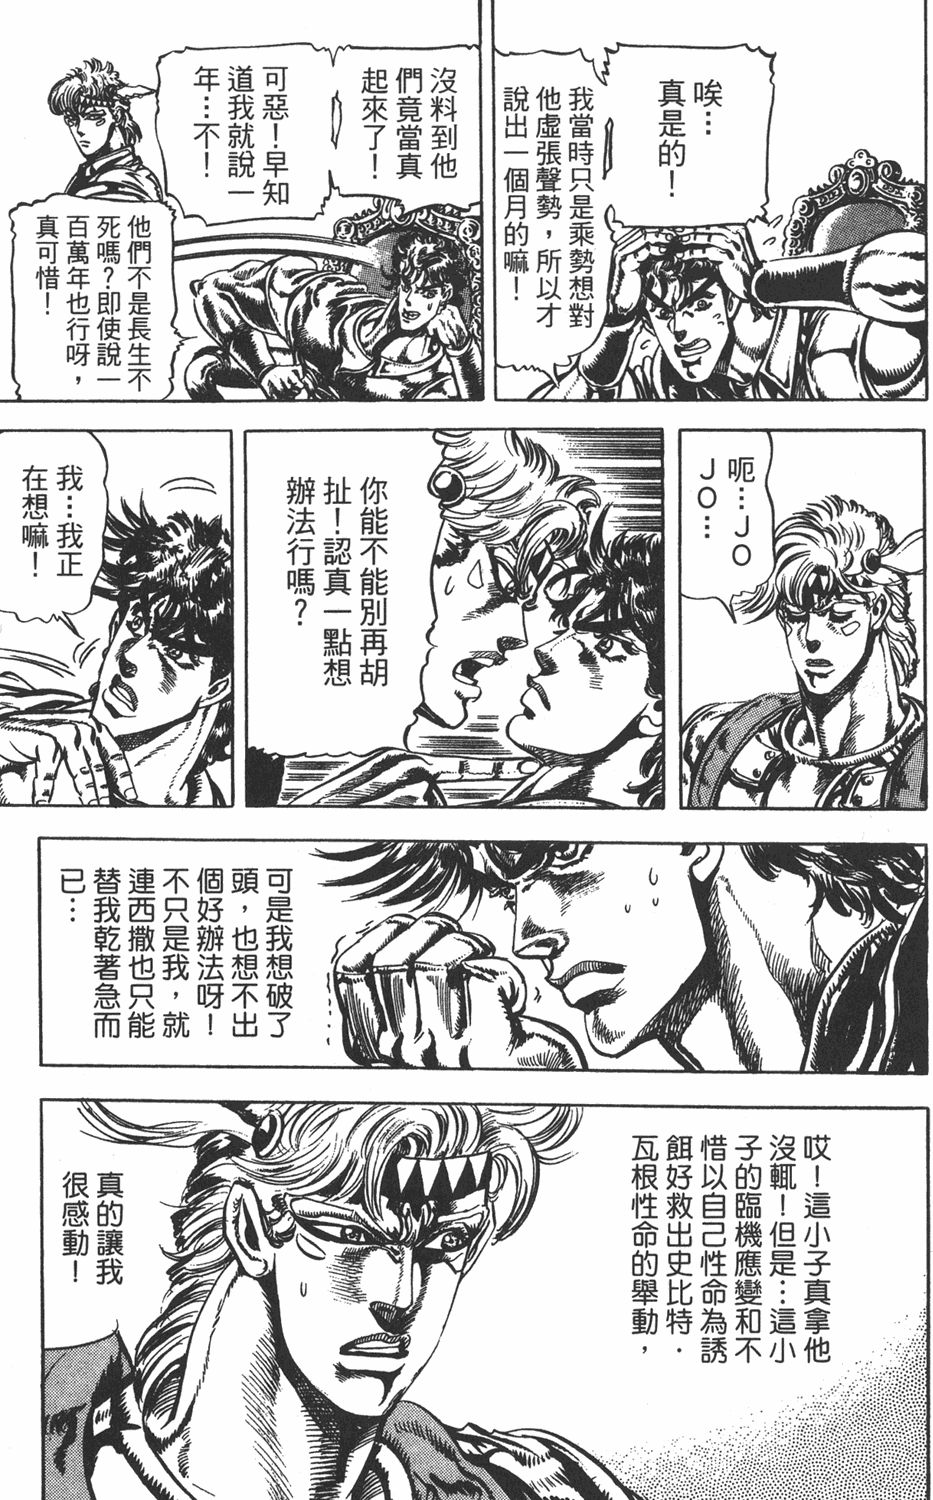 唉…
真是的！
我當時只是乘勢想對
他虛張聲勢，所以才
說出一個月的嘛！
沒料到他
們竟當真
起來了！
可惡！早知
道我就說一
年…不！
他們不是長生不
死嗎？即使說一
百萬年也行呀，
真可惜！
呃…JO
JO…
你能不能別再胡
扯！認真一點想
辦法行嗎？
我…我正
在想嘛！
可是我想破了
頭，也想不出
個好辦法呀！
不只是我，就
連西撒也只能
替我乾著急而
已…
哎！這小子真拿他
沒輒！但是…這小
子的臨機應變和不
惜以自己性命為誘
餌好救出史比特．
瓦根性命的舉動，
真的讓我
很感動！